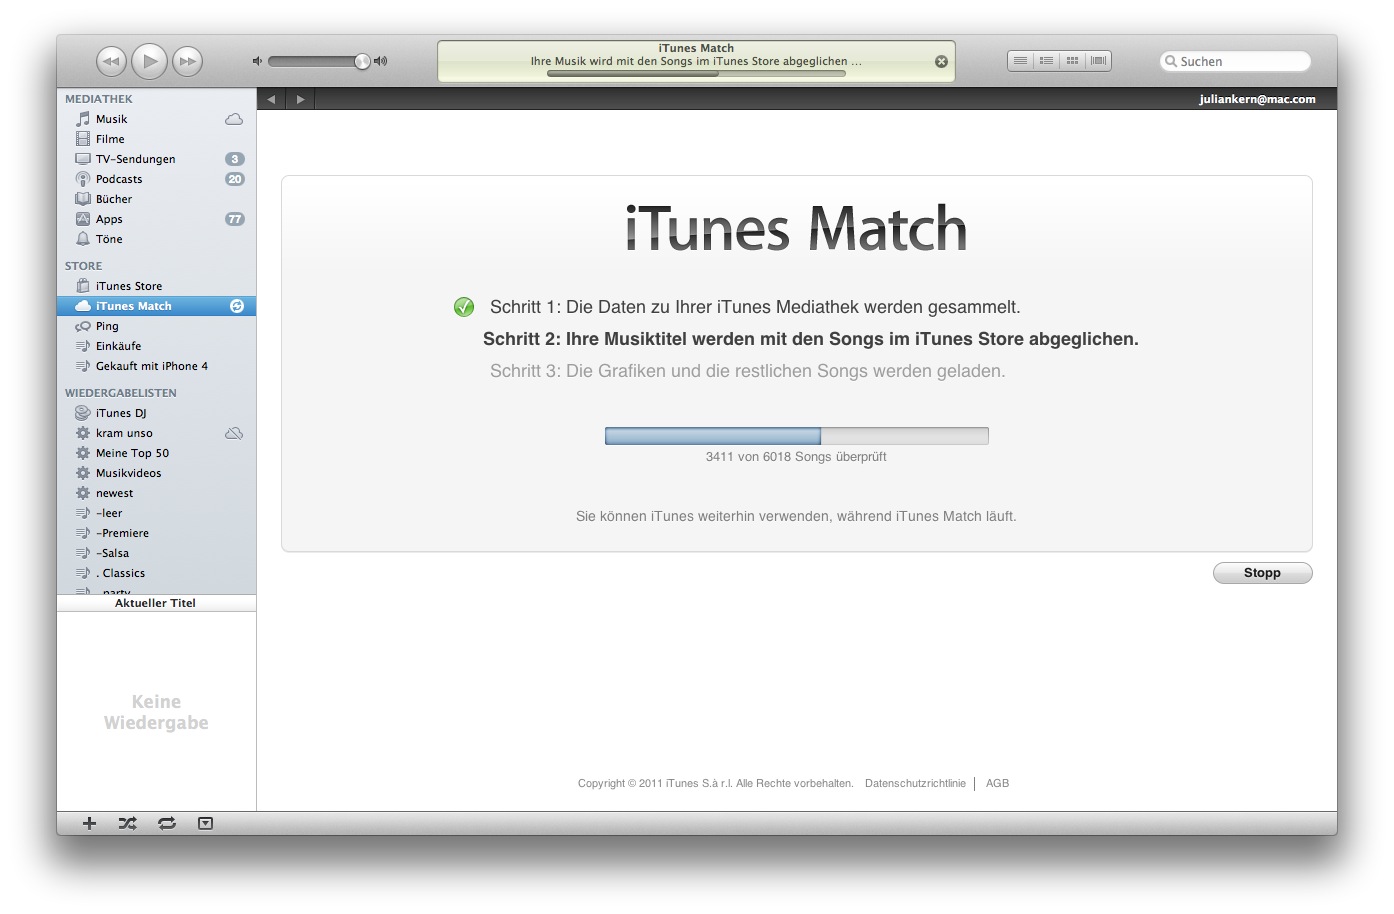 iTunes Match
Ihre Musik wird mit den Songs im iTunes Store abgeglichen ...
Suchen
juliankern@mac.com
MEDIATHEK
Musik
Filme
TV-Sendungen 3
Podcasts 20
Bücher
Apps 77
Töne
STORE
iTunes Store
iTunes Match
Ping
Einkäufe
Gekauft mit iPhone 4
WIEDERGABELISTEN
iTunes DJ
kram unso
Meine Top 50
Musikvideos
newest
-leer
-Premiere
-Salsa
. Classics
Aktueller Titel
Keine
Wiedergabe
iTunes Match
Schritt 1: Die Daten zu Ihrer iTunes Mediathek werden gesammelt.
Schritt 2: Ihre Musiktitel werden mit den Songs im iTunes Store abgeglichen.
Schritt 3: Die Grafiken und die restlichen Songs werden geladen.
3411 von 6018 Songs überprüft
Sie können iTunes weiterhin verwenden, während iTunes Match läuft.
Stopp
Copyright © 2011 iTunes S.à r.l. Alle Rechte vorbehalten. Datenschutzrichtlinie | AGB